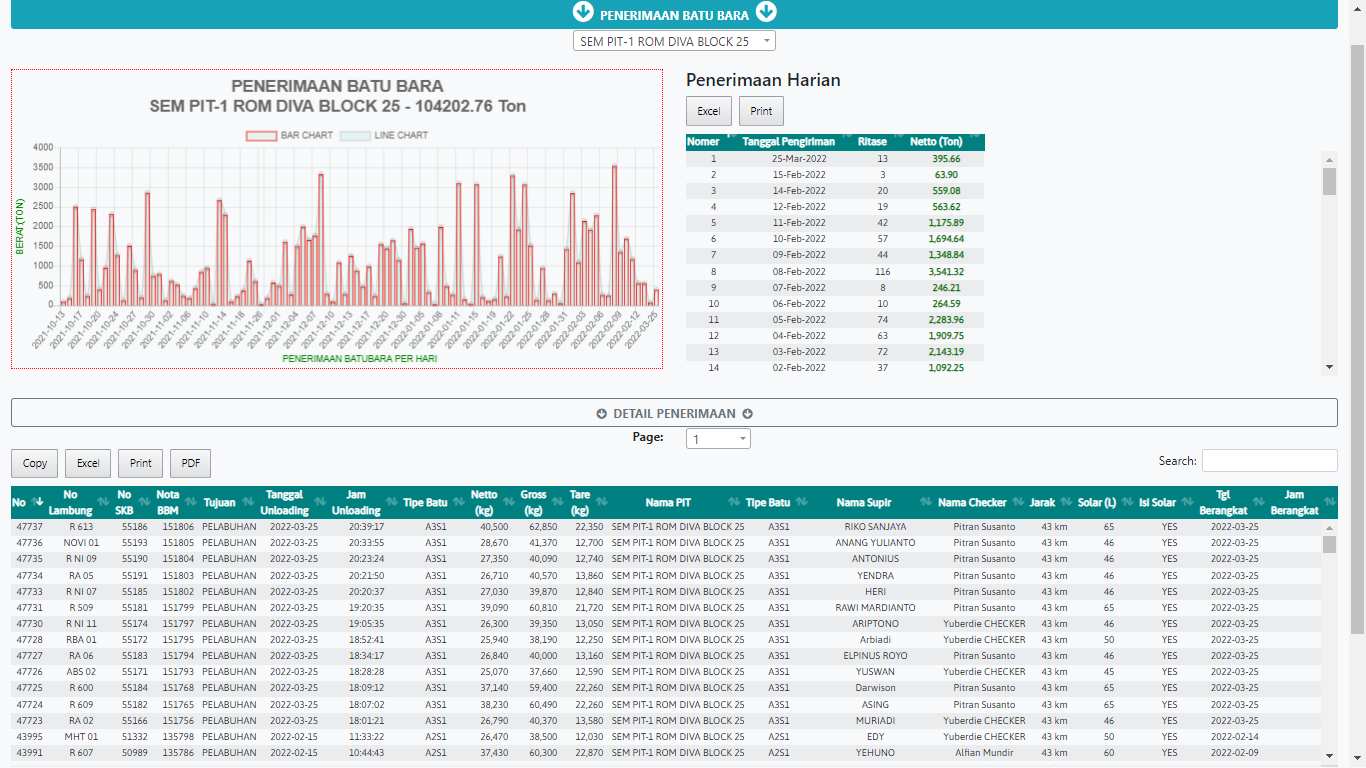 PENERIMAAN BATU BARA
SEM PIT-1 ROM DIVA BLOCK 25
PENERIMAAN BATU BARA
SEM PIT-1 ROM DIVA BLOCK 25 - 104202.76 Ton
BAR CHART LINE CHART
4000
3500
3000
2500
2000
1500
1000
500
0
BERAT(TON)
2021-10-13 2021-10-17 2021-10-20 2021-10-24 2021-10-27 2021-10-30 2021-11-02 2021-11-06 2021-11-10 2021-11-14 2021-11-18 2021-11-26 2021-12-01 2021-12-04 2021-12-07 2021-12-10 2021-12-13 2021-12-17 2021-12-20 2021-12-30 2022-01-05 2022-01-08 2022-01-11 2022-01-15 2022-01-19 2022-01-22 2022-01-25 2022-01-28 2022-01-31 2022-02-03 2022-02-06 2022-02-09 2022-02-12 2022-03-25
PENERIMAAN BATUBARA PER HARI
Penerimaan Harian
Excel Print
Nomer Tanggal Pengiriman Ritase Netto (Ton)
1 25-Mar-2022 13 395.66
2 15-Feb-2022 3 63.90
3 14-Feb-2022 20 559.08
4 12-Feb-2022 19 563.62
5 11-Feb-2022 42 1,175.89
6 10-Feb-2022 57 1,694.64
7 09-Feb-2022 44 1,348.84
8 08-Feb-2022 116 3,541.32
9 07-Feb-2022 8 246.21
10 06-Feb-2022 10 264.59
11 05-Feb-2022 74 2,283.96
12 04-Feb-2022 63 1,909.75
13 03-Feb-2022 72 2,143.19
14 02-Feb-2022 37 1,092.25
DETAIL PENERIMAAN
Page: 1
Copy Excel Print PDF Search:
No No Lambung No SKB Nota BBM Tujuan Tanggal Unloading Jam Unloading Tipe Batu Netto (kg) Gross (kg) Tare (kg) Nama PIT Tipe Batu Nama Supir Nama Checker Jarak Solar (L) Isi Solar Tgl Berangkat Jam Berangkat
47737 R 613 55186 151806 PELABUHAN 2022-03-25 20:39:17 A3S1 40,500 62,850 22,350 SEM PIT-1 ROM DIVA BLOCK 25 A3S1 RIKO SANJAYA Pitran Susanto 43 km 65 YES 2022-03-25
47736 NOVI 01 55193 151805 PELABUHAN 2022-03-25 20:33:55 A3S1 28,670 41,370 12,700 SEM PIT-1 ROM DIVA BLOCK 25 A3S1 ANANG YULIANTO Pitran Susanto 43 km 46 YES 2022-03-25
47735 R NI 09 55190 151804 PELABUHAN 2022-03-25 20:23:24 A3S1 27,350 40,090 12,740 SEM PIT-1 ROM DIVA BLOCK 25 A3S1 ANTONIUS Pitran Susanto 43 km 46 YES 2022-03-25
47734 RA 05 55191 151803 PELABUHAN 2022-03-25 20:21:50 A3S1 26,710 40,570 13,860 SEM PIT-1 ROM DIVA BLOCK 25 A3S1 YENDRA Pitran Susanto 43 km 46 YES 2022-03-25
47733 R NI 07 55185 151802 PELABUHAN 2022-03-25 20:20:37 A3S1 27,030 39,870 12,840 SEM PIT-1 ROM DIVA BLOCK 25 A3S1 HERI Pitran Susanto 43 km 46 YES 2022-03-25
47731 R 509 55181 151799 PELABUHAN 2022-03-25 19:20:35 A3S1 39,090 60,810 21,720 SEM PIT-1 ROM DIVA BLOCK 25 A3S1 RAWI MARDIANTO Pitran Susanto 43 km 65 YES 2022-03-25
47730 R NI 11 55174 151797 PELABUHAN 2022-03-25 19:05:35 A3S1 26,300 39,350 13,050 SEM PIT-1 ROM DIVA BLOCK 25 A3S1 ARIPTONO Yuberdie CHECKER 43 km 46 YES 2022-03-25
47728 RBA 01 55172 151795 PELABUHAN 2022-03-25 18:52:41 A3S1 25,940 38,190 12,250 SEM PIT-1 ROM DIVA BLOCK 25 A3S1 Arbiadi Yuberdie CHECKER 43 km 50 YES 2022-03-25
47727 RA 06 55183 151794 PELABUHAN 2022-03-25 18:34:17 A3S1 26,840 40,000 13,160 SEM PIT-1 ROM DIVA BLOCK 25 A3S1 ELPINUS ROYO Pitran Susanto 43 km 46 YES 2022-03-25
47726 ABS 02 55171 151793 PELABUHAN 2022-03-25 18:28:28 A3S1 25,070 37,660 12,590 SEM PIT-1 ROM DIVA BLOCK 25 A3S1 YUSWAN Yuberdie CHECKER 43 km 45 YES 2022-03-25
47725 R 600 55184 151768 PELABUHAN 2022-03-25 18:09:12 A3S1 37,140 59,400 22,260 SEM PIT-1 ROM DIVA BLOCK 25 A3S1 Darwison Pitran Susanto 43 km 65 YES 2022-03-25
47724 R 609 55182 151765 PELABUHAN 2022-03-25 18:07:02 A3S1 38,230 60,490 22,260 SEM PIT-1 ROM DIVA BLOCK 25 A3S1 ASING Pitran Susanto 43 km 65 YES 2022-03-25
47723 RA 02 55166 151756 PELABUHAN 2022-03-25 18:01:21 A3S1 26,790 40,370 13,580 SEM PIT-1 ROM DIVA BLOCK 25 A3S1 MURIADI Yuberdie CHECKER 43 km 46 YES 2022-03-25
43995 MHT 01 51332 135798 PELABUHAN 2022-02-15 11:33:22 A2S1 26,470 38,500 12,030 SEM PIT-1 ROM DIVA BLOCK 25 A2S1 EDY Yuberdie CHECKER 43 km 50 YES 2022-02-14
43991 R 607 50989 135786 PELABUHAN 2022-02-15 10:44:43 A2S1 37,430 60,300 22,870 SEM PIT-1 ROM DIVA BLOCK 25 A2S1 YEHUNO Alfian Mundir 43 km 60 YES 2022-02-09